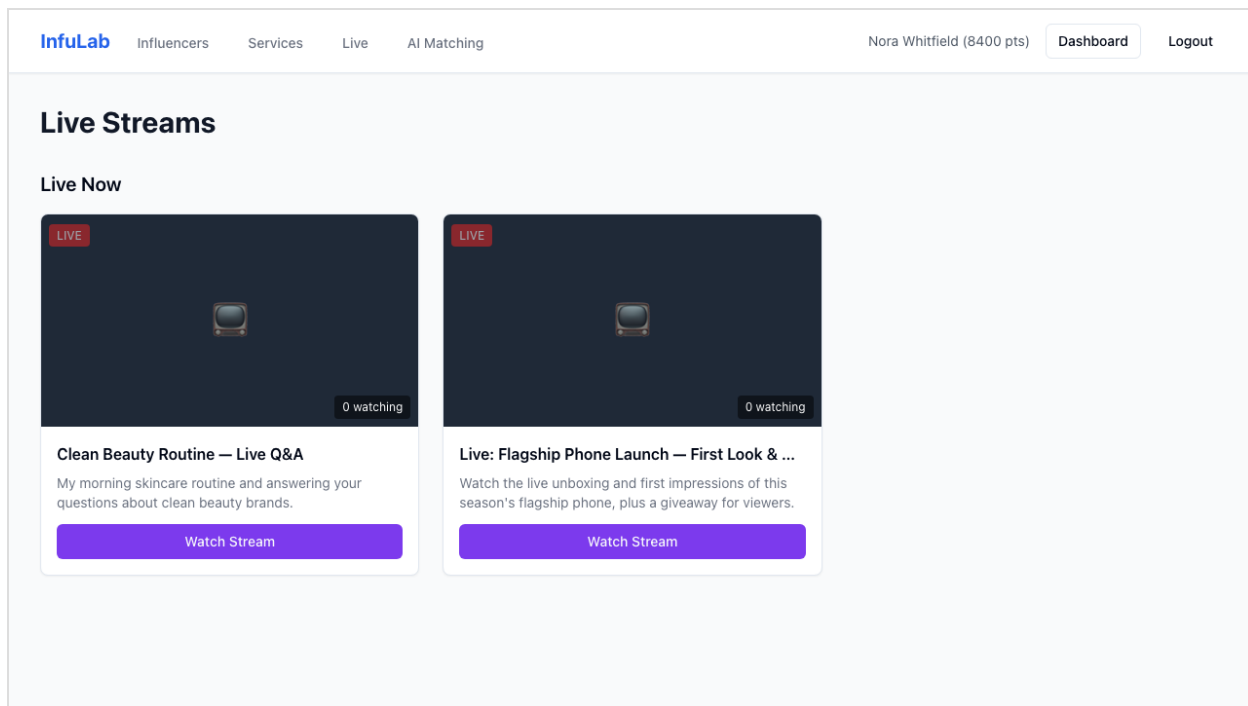 InfuLab
Influencers
Services
Live
AI Matching
Nora Whitfield (8400 pts)
Dashboard
Logout
Live Streams
Live Now
LIVE
0 watching
Clean Beauty Routine — Live Q&A
My morning skincare routine and answering your
questions about clean beauty brands.
Watch Stream
LIVE
0 watching
Live: Flagship Phone Launch — First Look & ...
Watch the live unboxing and first impressions of this
season's flagship phone, plus a giveaway for viewers.
Watch Stream